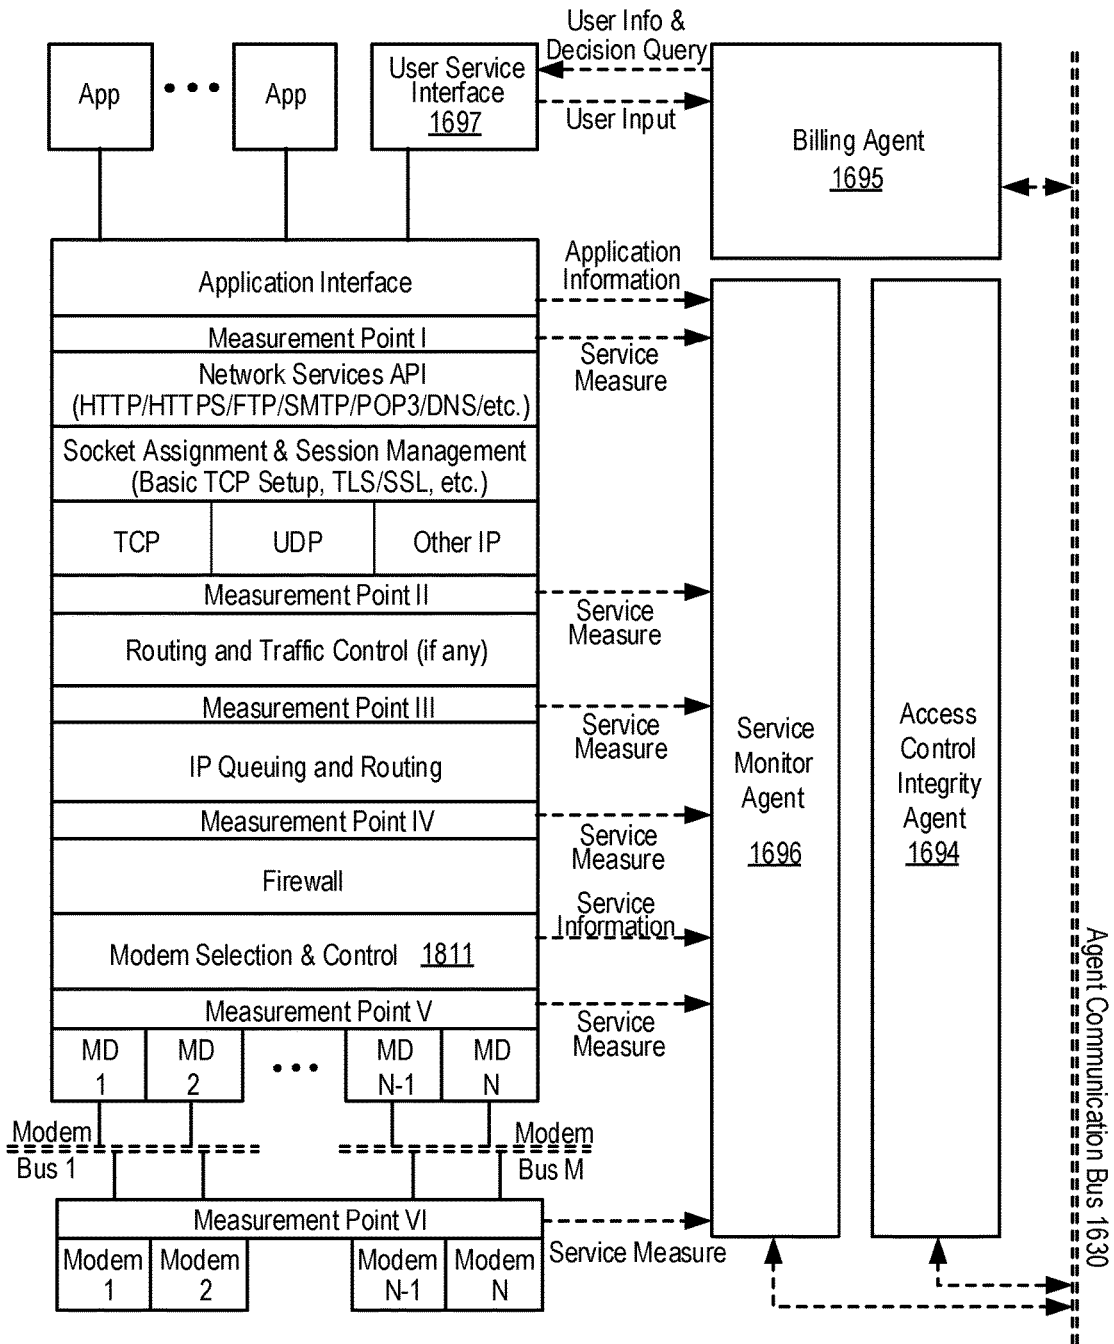 User Info &
Decision Query
App
App
User Service
Interface
1697
User Input
Billing Agent
1695
Application Interface
Application
Information
Measurement Point I
Service
Measure
Network Services API
(HTTP/HTTPS/FTP/SMTP/POP3/DNS/etc.)
Socket Assignment & Session Management
(Basic TCP Setup, TLS/SSL, etc.)
TCP
UDP
Other IP
Measurement Point II
Service
Measure
Routing and Traffic Control (if any)
Measurement Point III
Service
Measure
IP Queuing and Routing
Measurement Point IV
Service
Measure
Firewall
Service
Information
Modem Selection & Control 1811
Measurement Point V
Service
Measure
MD
1
MD
2
MD
N-1
MD
N
Modem
Bus 1
Modem
Bus M
Measurement Point VI
Service Measure
Modem
1
Modem
2
Modem
N-1
Modem
N
Service
Monitor
Agent
1696
Access
Control
Integrity
Agent
1694
Agent Communication Bus 1630